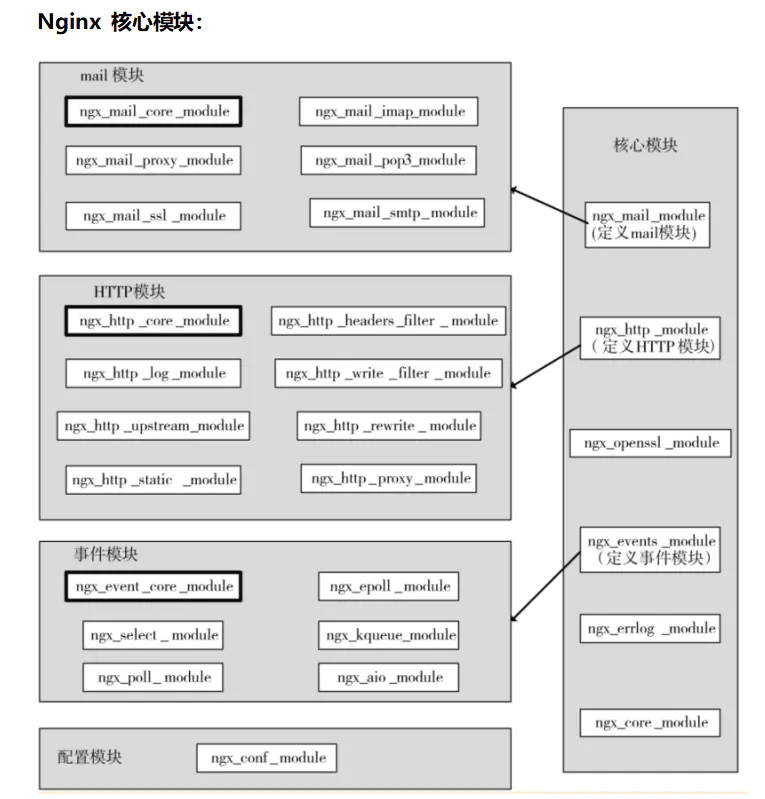 Nginx 核心模块：
mail 模块
ngx_mail_core_module
ngx_mail_imap_module
ngx_mail_proxy_module
ngx_mail_pop3_module
ngx_mail_ssl_module
ngx_mail_smtp_module
HTTP模块
ngx_http_core_module
ngx_http_headers_filter_module
ngx_http_log_module
ngx_http_write_filter_module
ngx_http_upstream_module
ngx_http_rewrite_module
ngx_http_static_module
ngx_http_proxy_module
事件模块
ngx_event_core_module
ngx_epoll_module
ngx_select_module
ngx_kqueue_module
ngx_poll_module
ngx_aio_module
配置模块
ngx_conf_module
核心模块
ngx_mail_module
(定义mail模块)
ngx_http_module
（定义HTTP模块)
ngx_openssl_module
ngx_events_module
（定义事件模块）
ngx_errlog_module
ngx_core_module